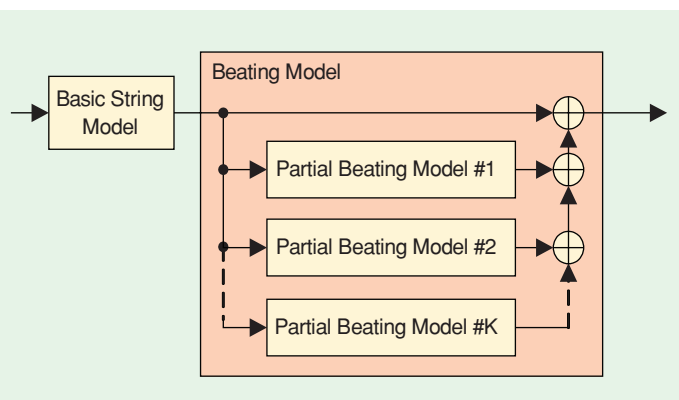 Beating Model
Basic String
Model
Partial Beating Model #1
Partial Beating Model #2
Partial Beating Model #K